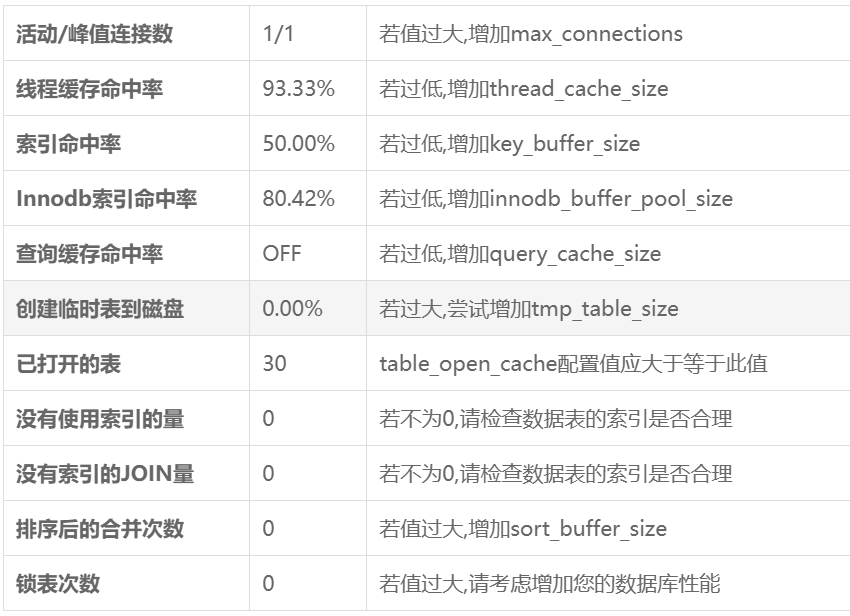 活动/峰值连接数 1/1 若值过大,增加max_connections
线程缓存命中率 93.33% 若过低,增加thread_cache_size
索引命中率 50.00% 若过低,增加key_buffer_size
Innodb索引命中率 80.42% 若过低,增加innodb_buffer_pool_size
查询缓存命中率 OFF 若过低,增加query_cache_size
创建临时表到磁盘 0.00% 若过大,尝试增加tmp_table_size
已打开的表 30 table_open_cache配置值应大于等于此值
没有使用索引的量 0 若不为0,请检查数据表的索引是否合理
没有索引的JOIN量 0 若不为0,请检查数据表的索引是否合理
排序后的合并次数 0 若值过大,增加sort_buffer_size
锁表次数 0 若值过大,请考虑增加您的数据库性能